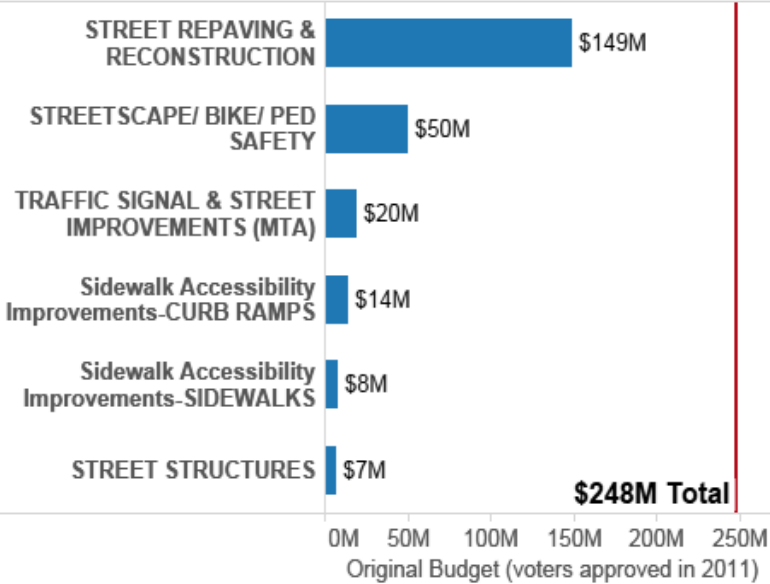 STREET REPAVING &
RECONSTRUCTION
$149M
STREETSCAPE/ BIKE/ PED
SAFETY
$50M
TRAFFIC SIGNAL & STREET
IMPROVEMENTS (MTA)
$20M
Sidewalk Accessibility
Improvements-CURB RAMPS
$14M
Sidewalk Accessibility
Improvements-SIDEWALKS
$8M
STREET STRUCTURES
$7M
$248M Total
0M 50M 100M 150M 200M 250M
Original Budget (voters approved in 2011)